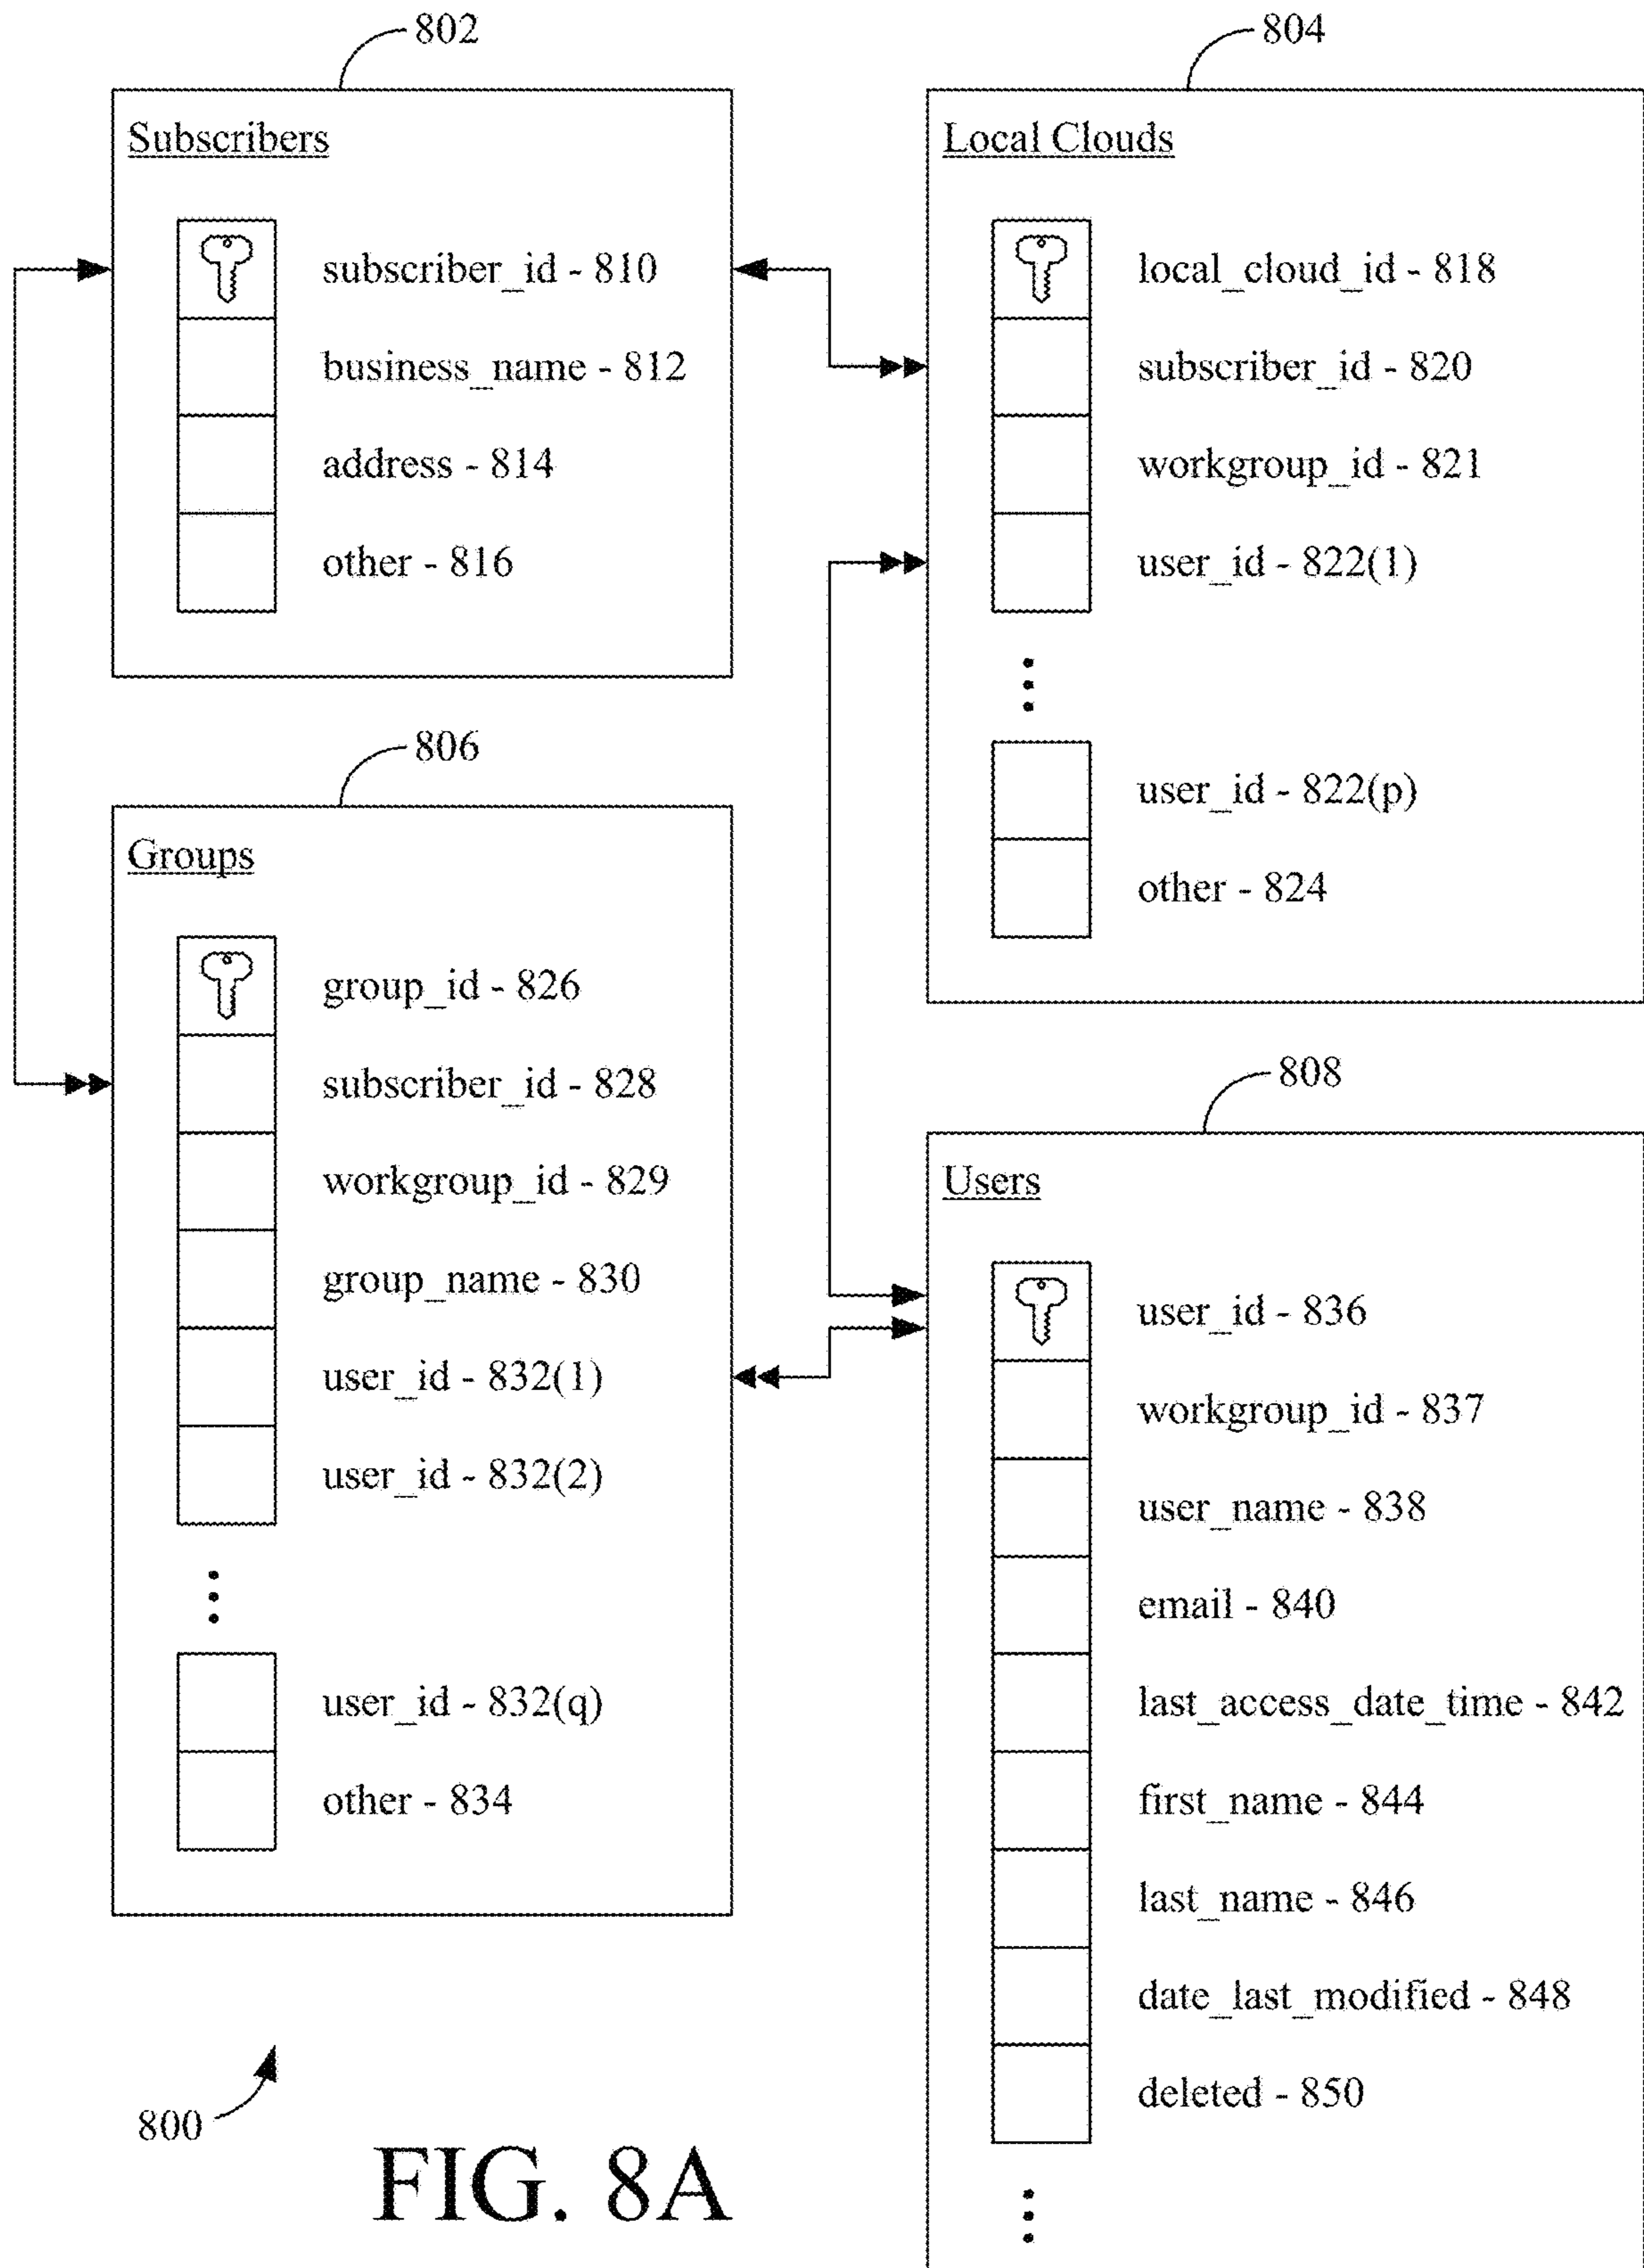 802
Subscribers
subscriber_id - 810
business_name - 812
address - 814
other - 816
804
Local Clouds
local_cloud_id - 818
subscriber_id - 820
workgroup_id - 821
user_id - 822(1)
user_id - 822(p)
other - 824
806
Groups
group_id - 826
subscriber_id - 828
workgroup_id - 829
group_name - 830
user_id - 832(1)
user_id - 832(2)
user_id - 832(q)
other - 834
808
Users
user_id - 836
workgroup_id - 837
user_name - 838
email - 840
last_access_date_time - 842
first_name - 844
last_name - 846
date_last_modified - 848
deleted - 850
800
FIG. 8A